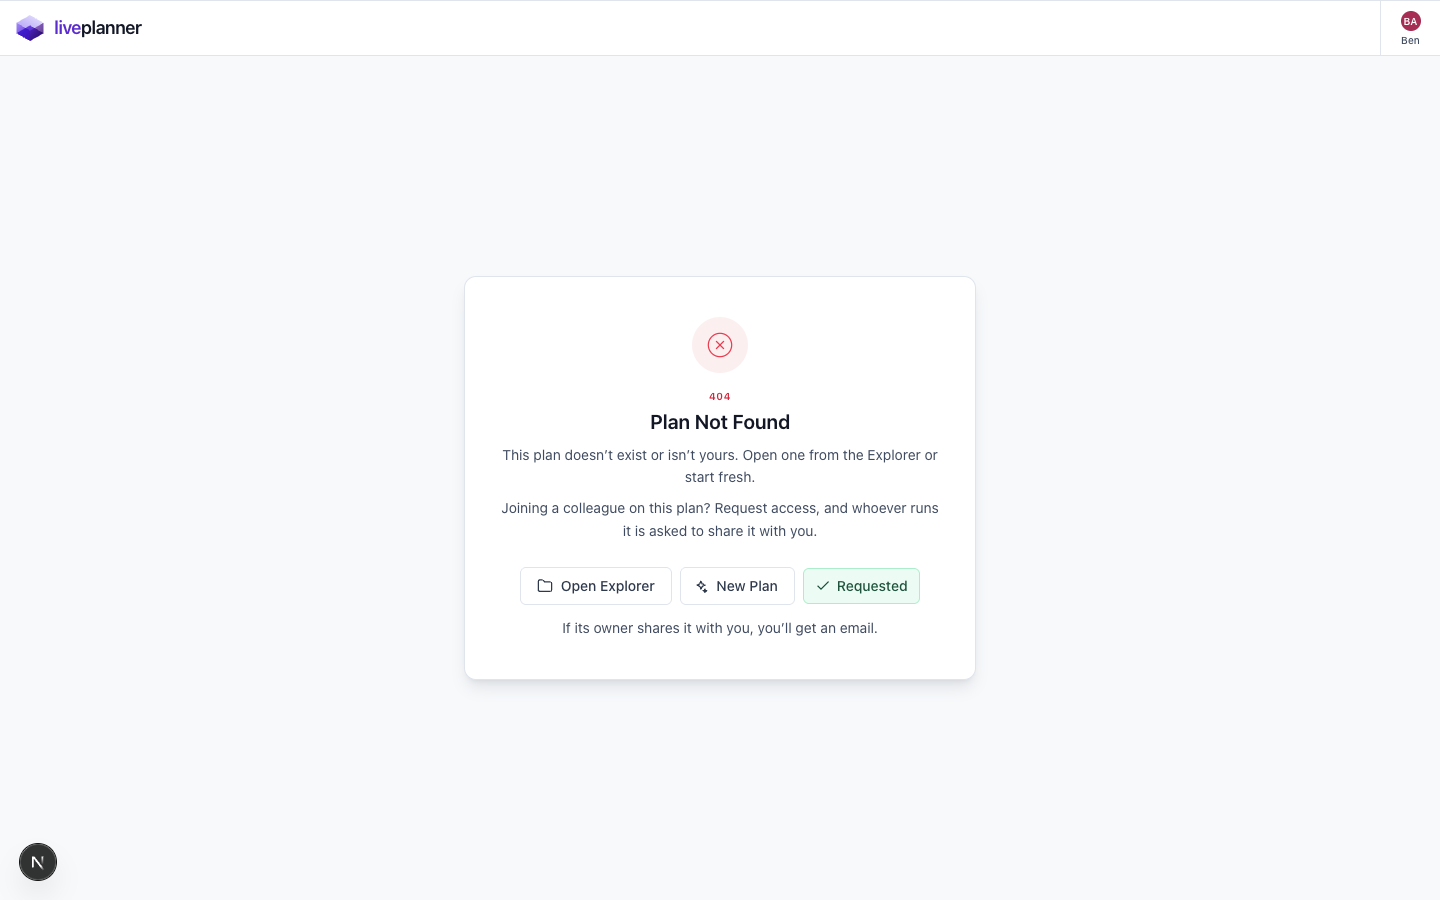 liveplanner
BA
Ben
404
Plan Not Found
This plan doesn’t exist or isn’t yours. Open one from the Explorer or
start fresh.
Joining a colleague on this plan? Request access, and whoever runs
it is asked to share it with you.
Open Explorer
New Plan
Requested
If its owner shares it with you, you’ll get an email.
N